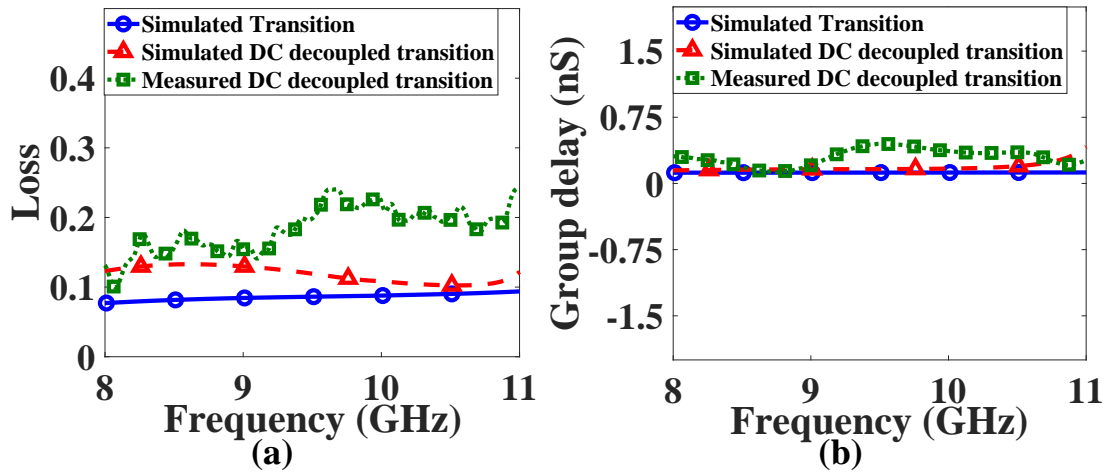 Simulated Transition
Simulated DC decoupled transition
Measured DC decoupled transition
0.4
0.3
0.2
0.1
0
Loss
8
9
10
11
Frequency (GHz)
(a)
Simulated Transition
Simulated DC decoupled transition
Measured DC decoupled transition
1.5
0.75
0
-0.75
-1.5
Group delay (nS)
8
9
10
11
Frequency (GHz)
(b)